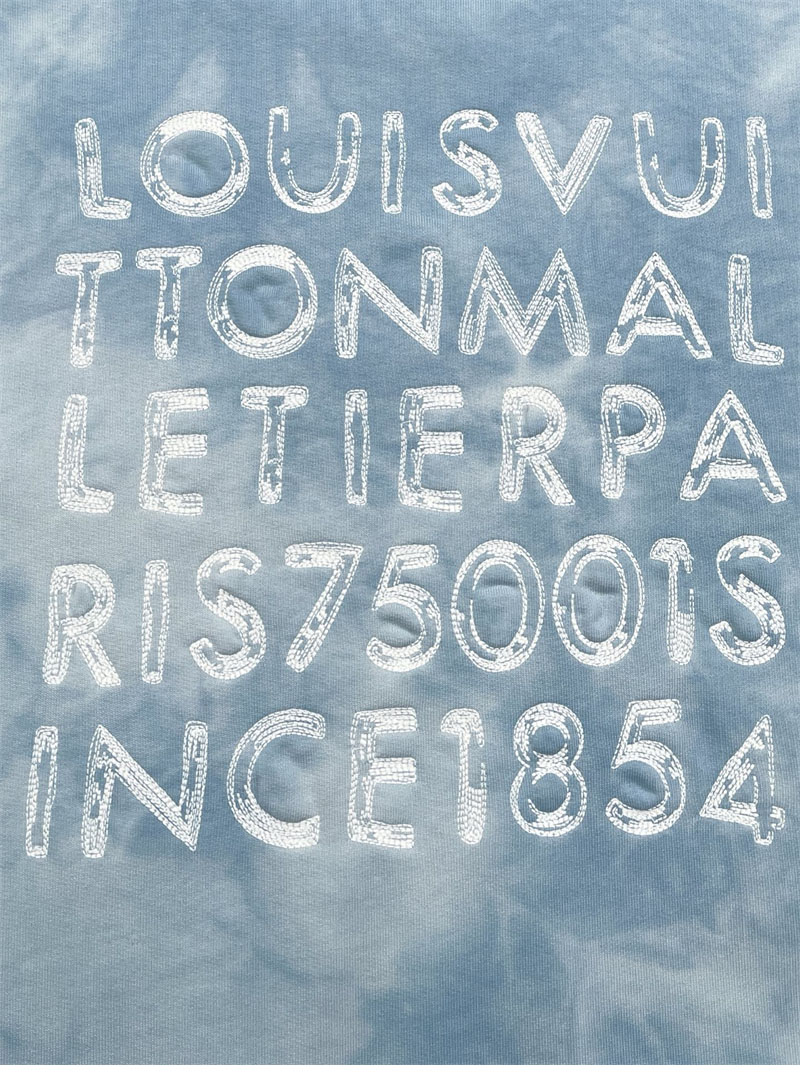 LOUISVUI
TTONMAL
LETIERPA
RIS75001S
INCE1854